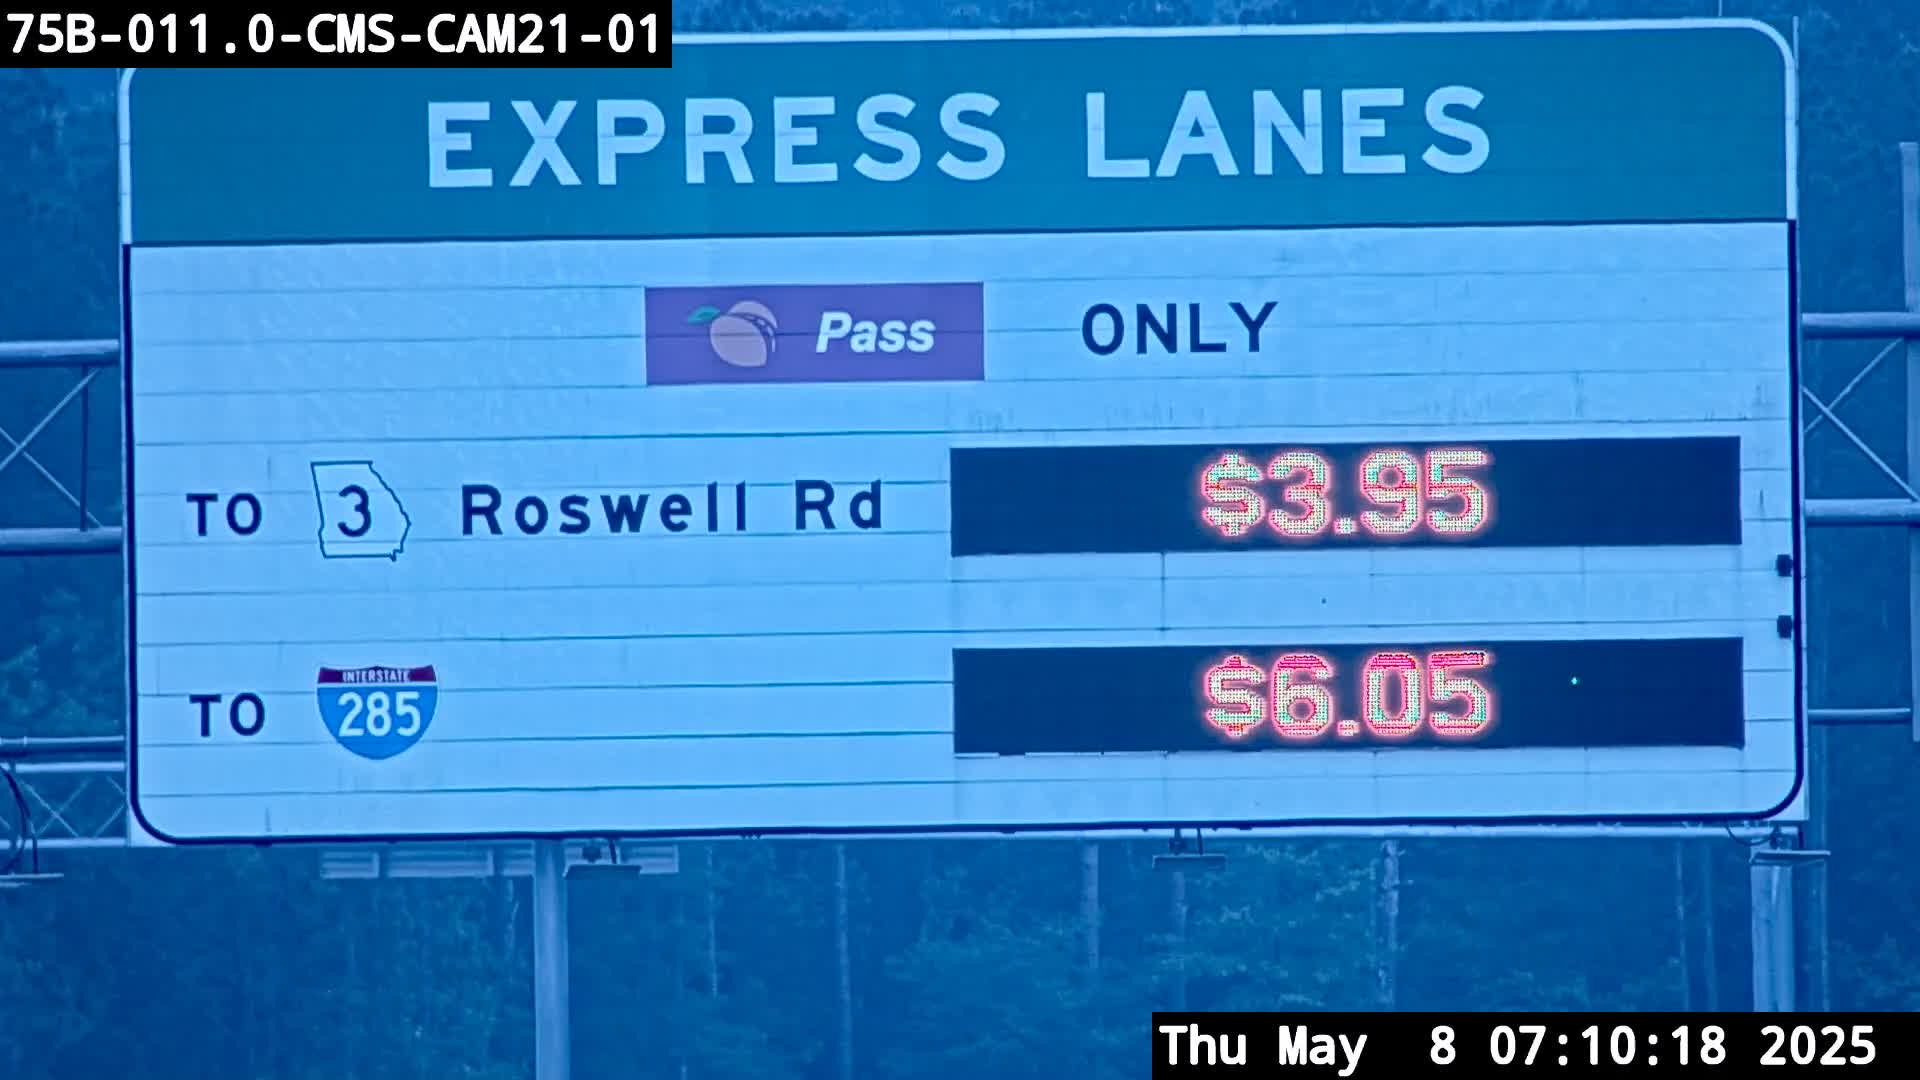 75B-011.0-CMS-CAM21-01
EXPRESS LANES
Pass ONLY
TO 3 Roswell Rd $3.95
TO INTERSTATE 285 $6.05
Thu May 8 07:10:18 2025